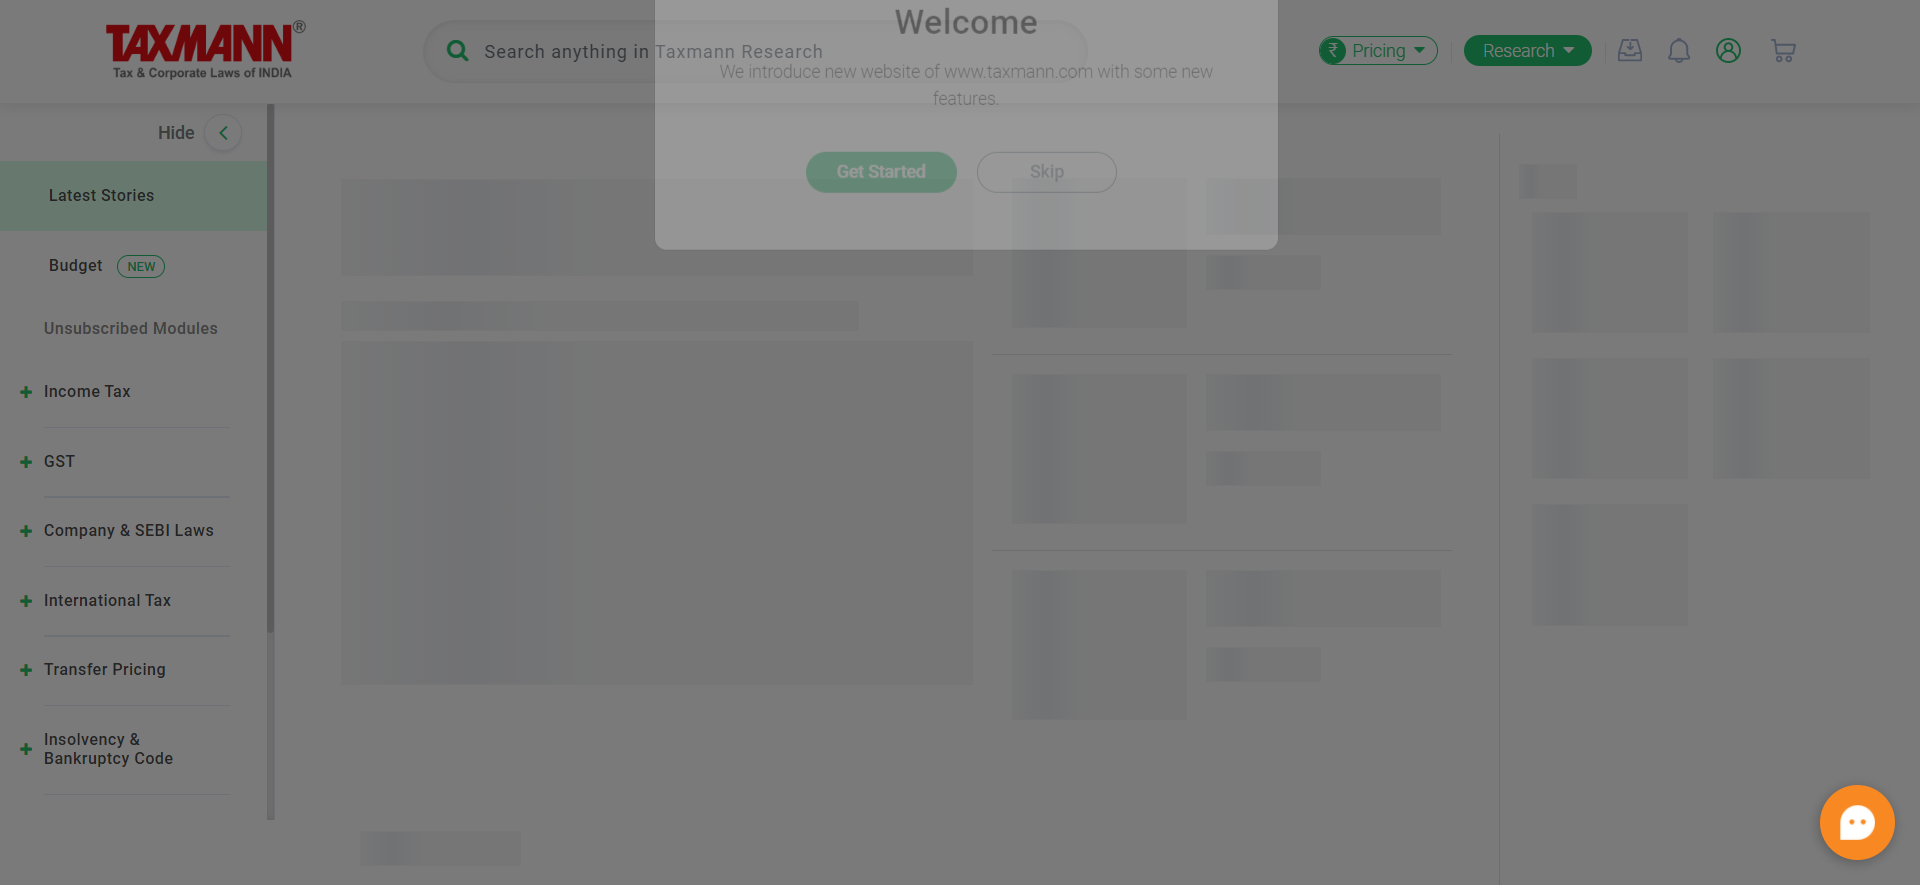 TAXMANN®
Tax & Corporate Laws of INDIA
Search anything in Taxmann Research
₹ Pricing
Research
Welcome
We introduce new website of www.taxmann.com with some new
features.
Get Started
Skip
Hide
Latest Stories
Budget NEW
Unsubscribed Modules
Income Tax
GST
Company & SEBI Laws
International Tax
Transfer Pricing
Insolvency &
Bankruptcy Code